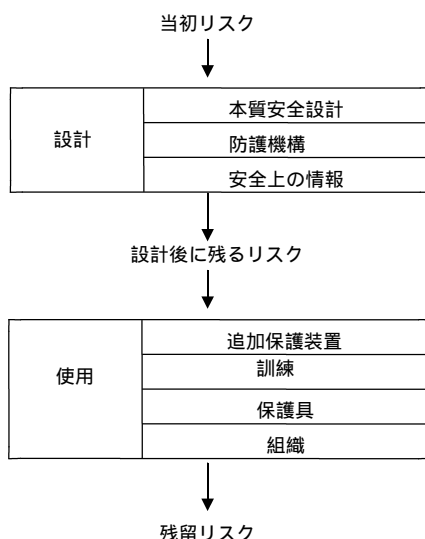 当初リスク
設計
本質安全設計
防護機構
安全上の情報
設計後に残るリスク
使用
追加保護装置
訓練
保護具
組織
残留リスク